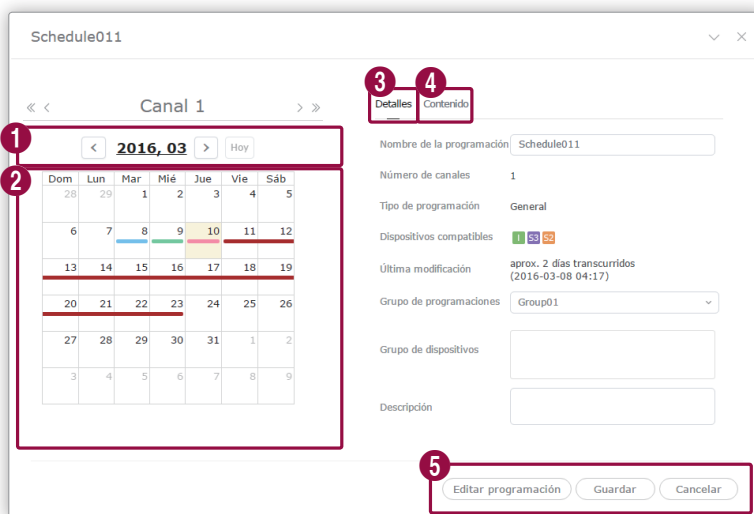 Schedule011
Canal 1
1
2016, 03
Hoy
2
Dom Lun Mar Mié Jue Vie Sáb
28 29 1 2 3 4 5
6 7 8 9 10 11 12
13 14 15 16 17 18 19
20 21 22 23 24 25 26
27 28 29 30 31 1 2
3 4 5 6 7 8 9
3 4
Detalles Contenido
Nombre de la programación Schedule011
Número de canales 1
Tipo de programación General
Dispositivos compatibles I S3 S2
Última modificación aprox. 2 días transcurridos
(2016-03-08 04:17)
Grupo de programaciones Group01
Grupo de dispositivos
Descripción
5
Editar programación Guardar Cancelar